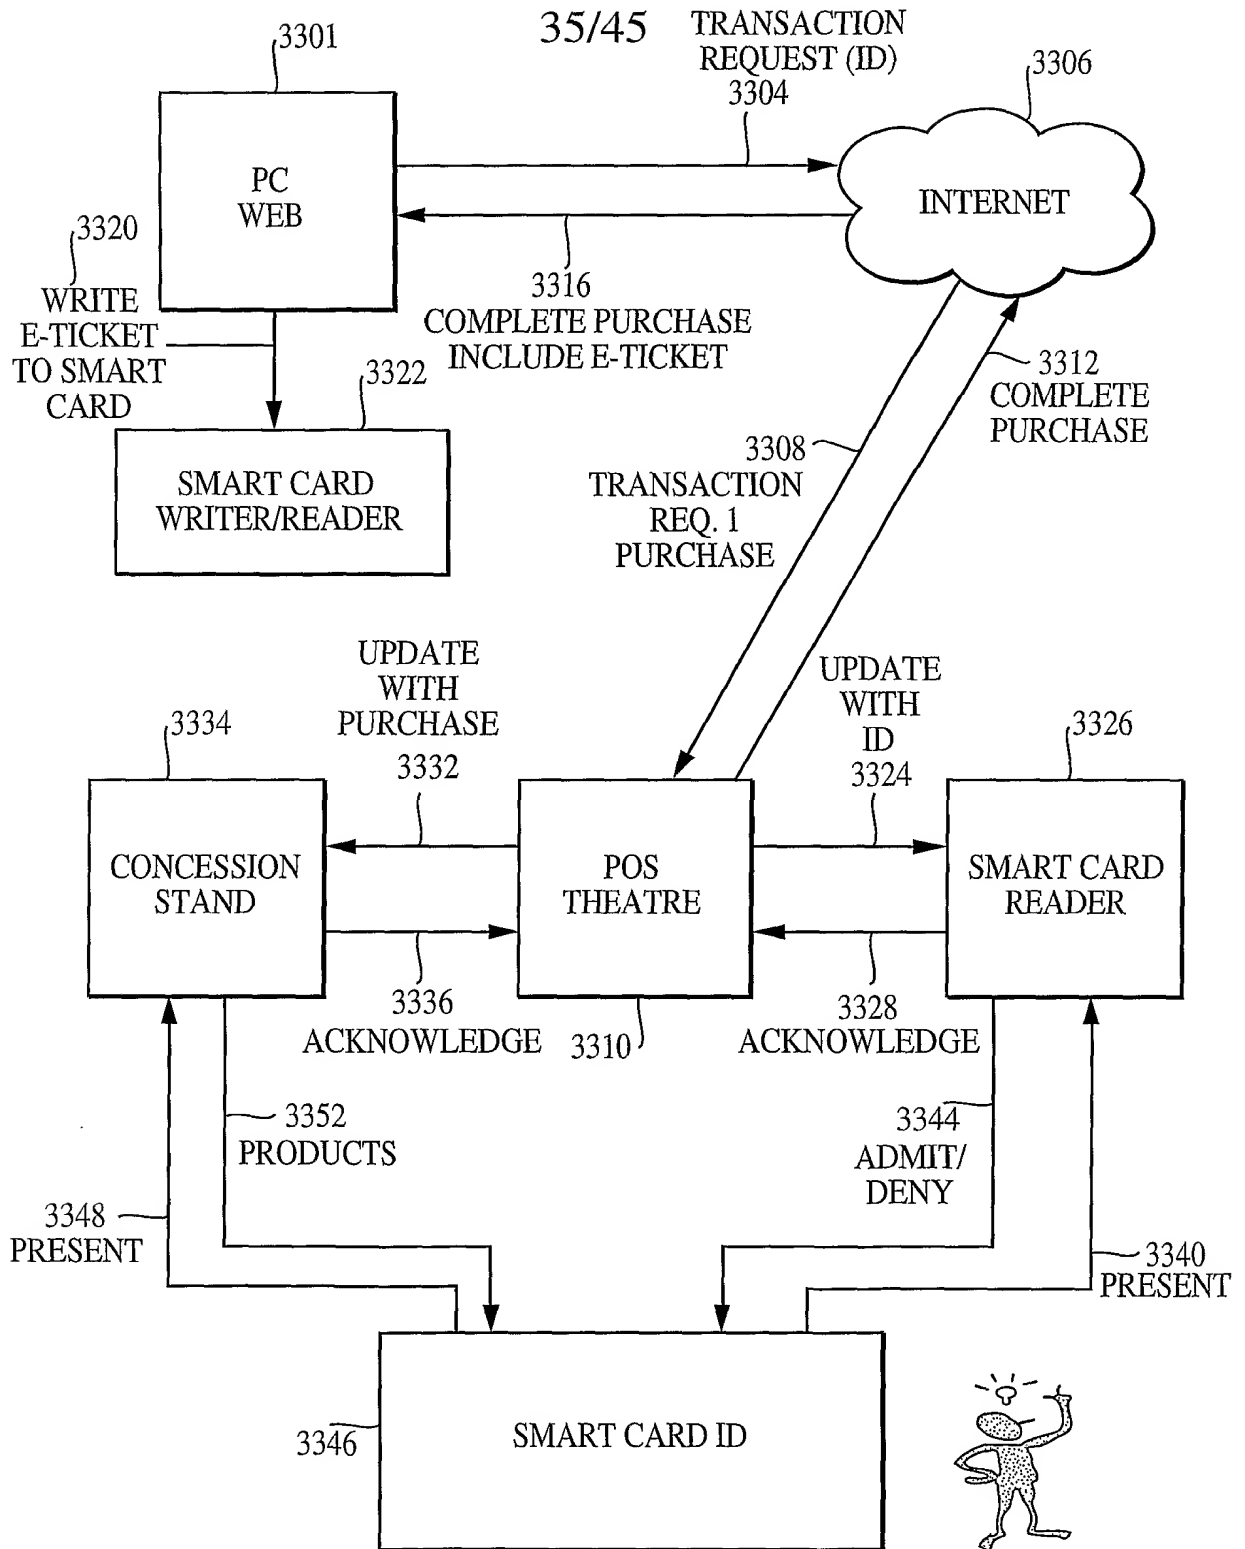 35/45
3301
TRANSACTION
REQUEST (ID)
3304
3306
PC
WEB
INTERNET
3320
WRITE
E-TICKET
TO SMART
CARD
3316
COMPLETE PURCHASE
INCLUDE E-TICKET
3312
COMPLETE
PURCHASE
3322
SMART CARD
WRITER/READER
3308
TRANSACTION
REQ. 1
PURCHASE
UPDATE
WITH
PURCHASE
3332
UPDATE
WITH
ID
3324
3334
3326
CONCESSION
STAND
POS
THEATRE
SMART CARD
READER
3336
ACKNOWLEDGE
3310
3328
ACKNOWLEDGE
3352
PRODUCTS
3344
ADMIT/
DENY
3348
PRESENT
3340
PRESENT
3346
SMART CARD ID